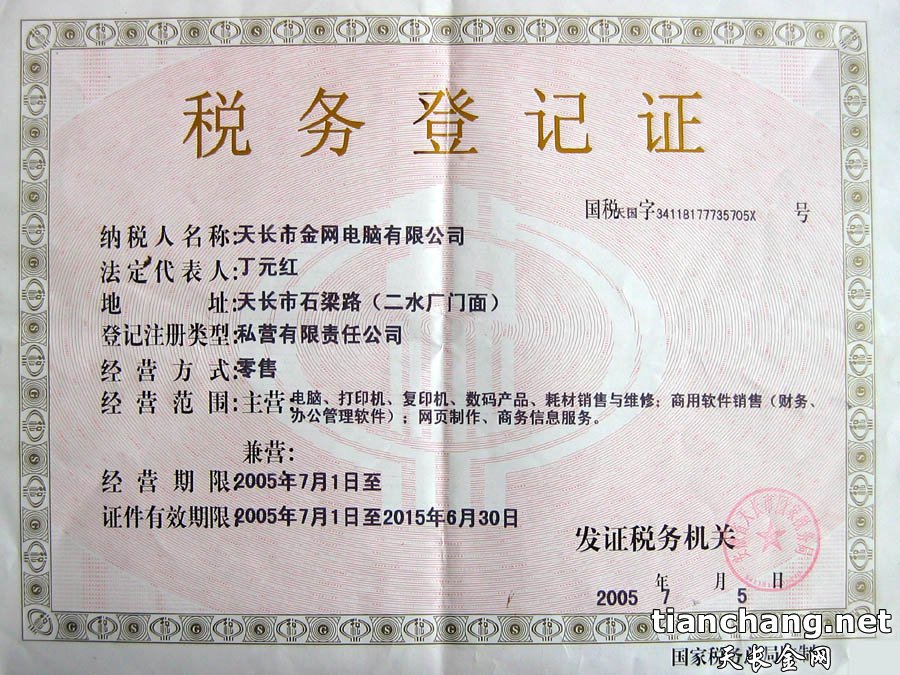 税务登记证
国税天国字34118177735705X 号
纳税人名称:天长市金网电脑有限公司
法定代表人:丁元红
地 址:天长市石梁路（二水厂门面）
登记注册类型:私营有限责任公司
经营方式:零售
经营范围:主营:电脑、打印机、复印机、数码产品、耗材销售与维修；商用软件销售（财务、
办公管理软件）；网页制作、商务信息服务。
兼营:
经营期限:2005年7月1日至
证件有效期限:2005年7月1日至2015年6月30日
发证税务机关
2005年 7月 5日
tianchang.net
国家税务总局
天长金网